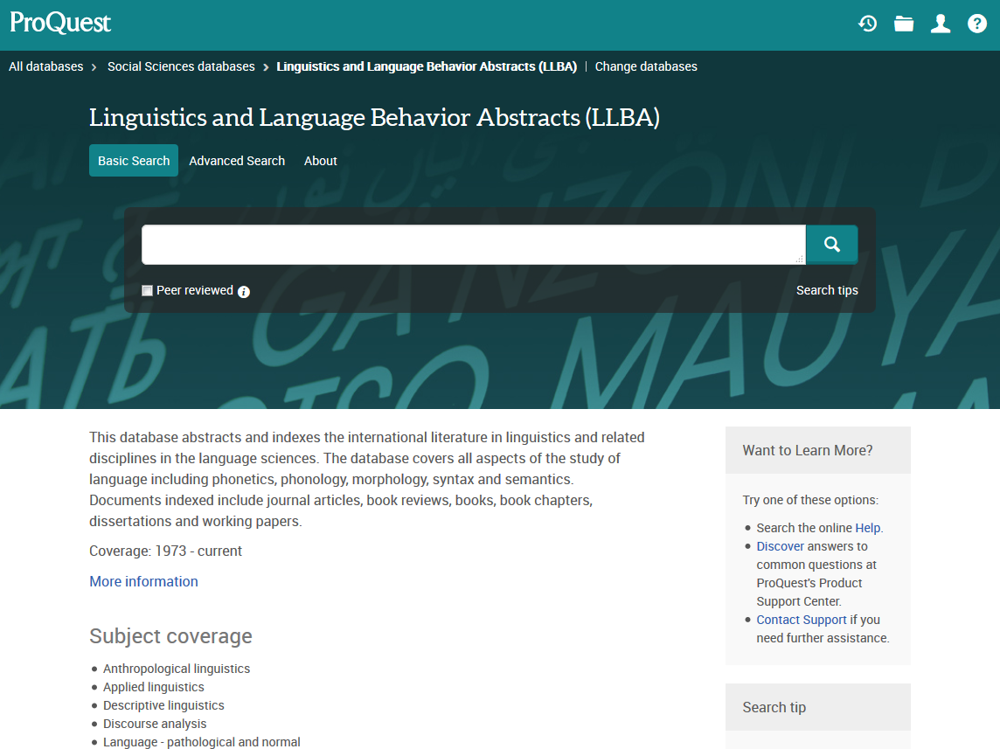 ProQuest
All databases > Social Sciences databases > Linguistics and Language Behavior Abstracts (LLBA) | Change databases
Linguistics and Language Behavior Abstracts (LLBA)
Basic Search Advanced Search About
GANZONI
MAUYA
Peer reviewed i
Search tips
This database abstracts and indexes the international literature in linguistics and related
disciplines in the language sciences. The database covers all aspects of the study of
language including phonetics, phonology, morphology, syntax and semantics.
Documents indexed include journal articles, book reviews, books, book chapters,
dissertations and working papers.
Coverage: 1973 - current
More information
Subject coverage
• Anthropological linguistics
• Applied linguistics
• Descriptive linguistics
• Discourse analysis
• Language - pathological and normal
Want to Learn More?
Try one of these options:
• Search the online Help.
• Discover answers to
common questions at
ProQuest's Product
Support Center.
• Contact Support if you
need further assistance.
Search tip